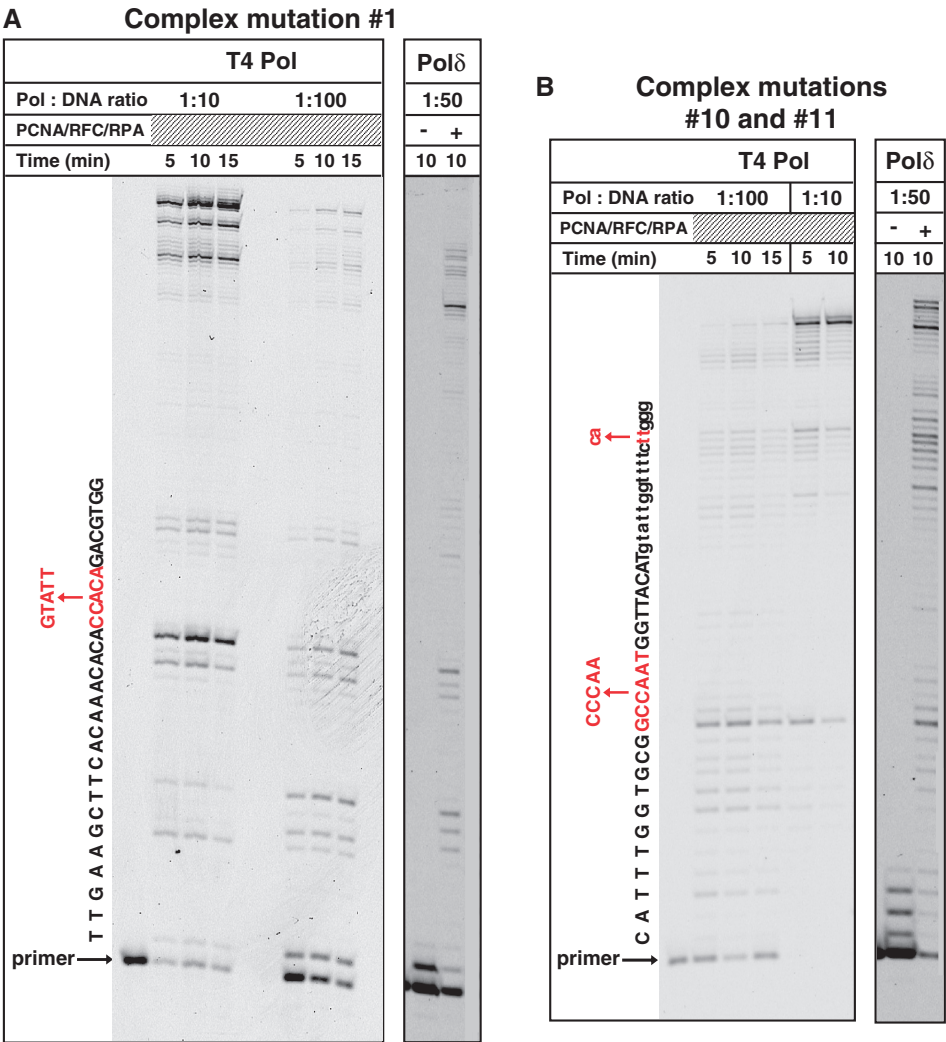 A
Complex mutation #1
T4 Pol
Pol : DNA ratio 1:10 1:100
PCNA/RFC/RPA
Time (min) 5 10 15 5 10 15
Polδ
1:50
- +
10 10
GTATT
TTGAAGCTTCACAAACACACCACAGACGTGG
primer
B
Complex mutations
#10 and #11
T4 Pol
Pol : DNA ratio 1:100 1:10
PCNA/RFC/RPA
Time (min) 5 10 15 5 10
Polδ
1:50
- +
10 10
ca
CCCAA
CATTTGGTGCGGCCAATGGTTACATgtattggtttcttggg
primer